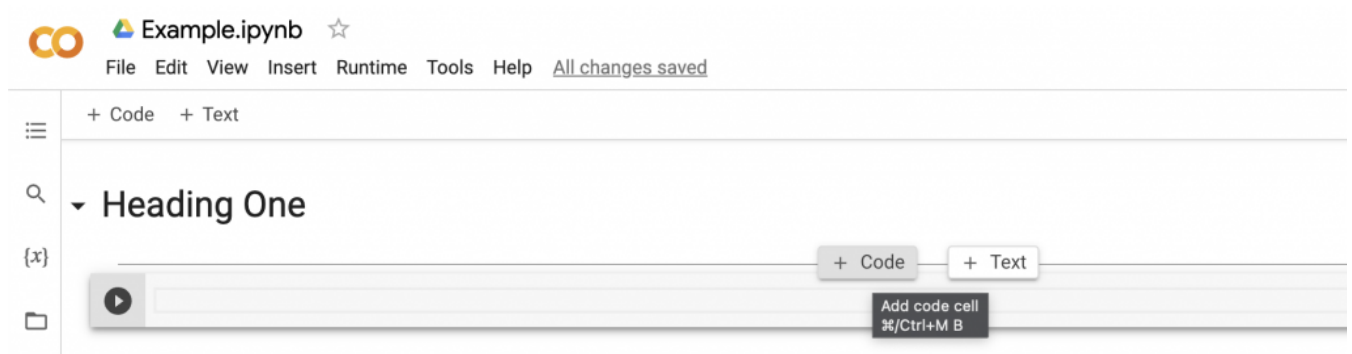 CO Example.ipynb
File Edit View Insert Runtime Tools Help All changes saved
+ Code + Text
Heading One
{x}
+ Code + Text
Add code cell
⌘/Ctrl+M B